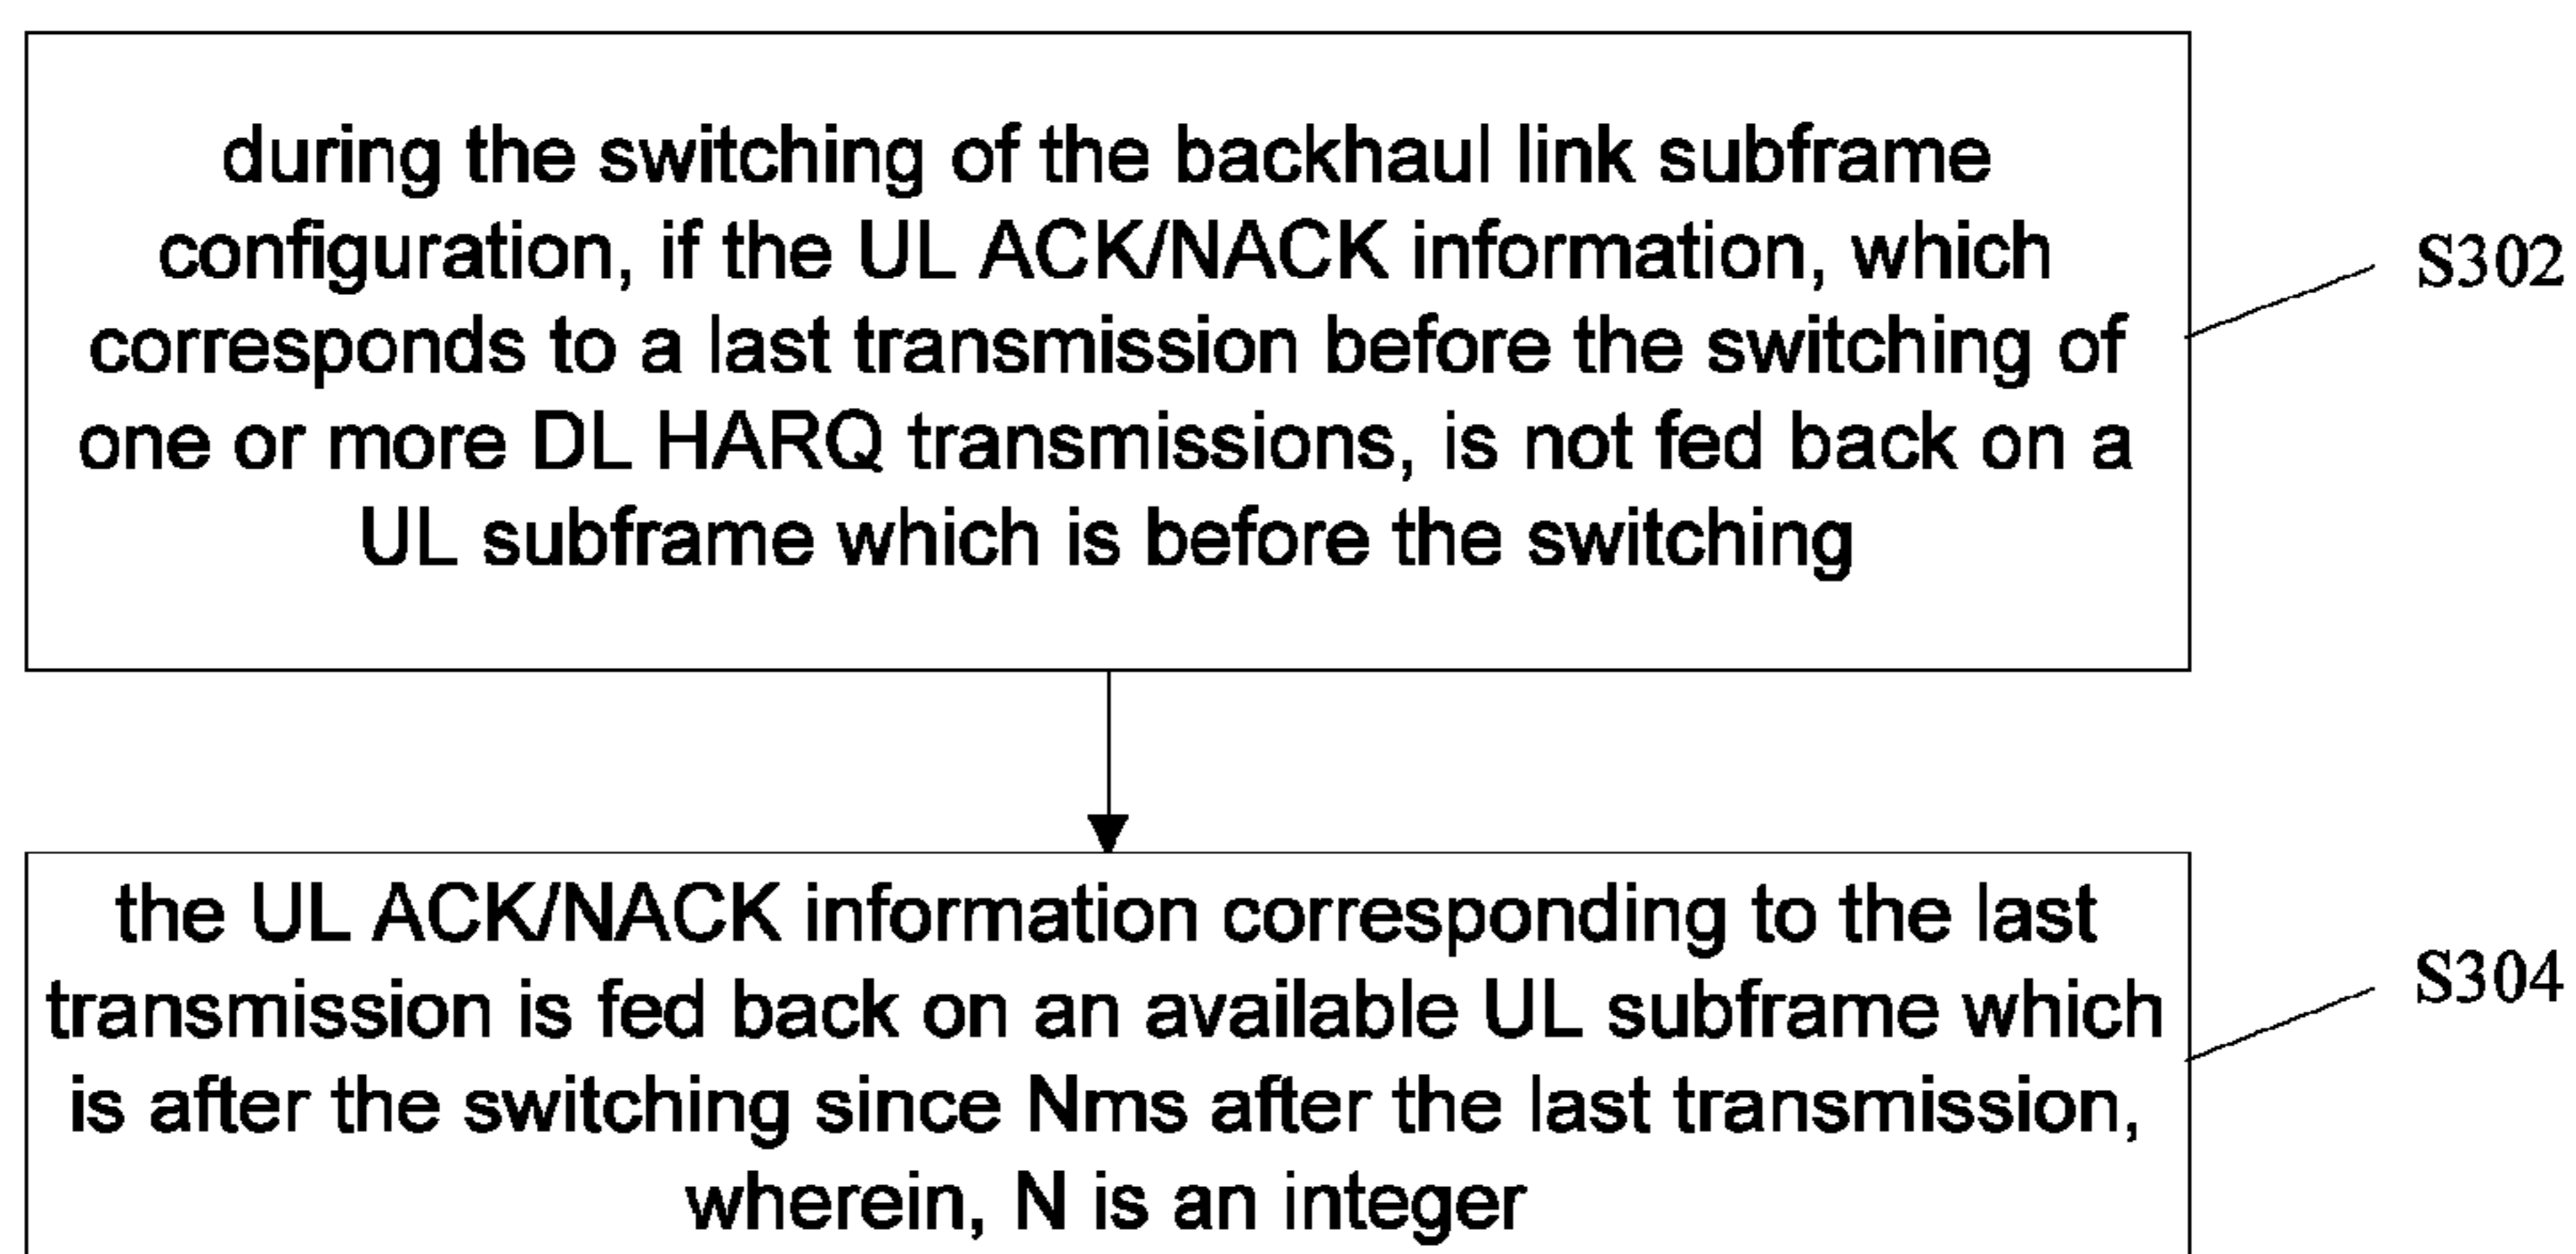 during the switching of the backhaul link subframe
configuration, if the UL ACK/NACK information, which
corresponds to a last transmission before the switching of
one or more DL HARQ transmissions, is not fed back on a
UL subframe which is before the switching
S302
the UL ACK/NACK information corresponding to the last
transmission is fed back on an available UL subframe which
is after the switching since Nms after the last transmission,
wherein, N is an integer
S304